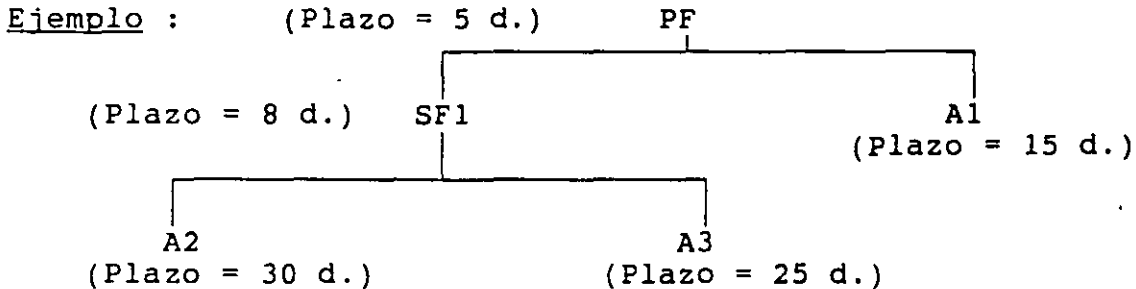 Ejemplo : (Plazo = 5 d.) PF
(Plazo = 8 d.) SF1 A1
(Plazo = 15 d.)
A2 A3
(Plazo = 30 d.) (Plazo = 25 d.)